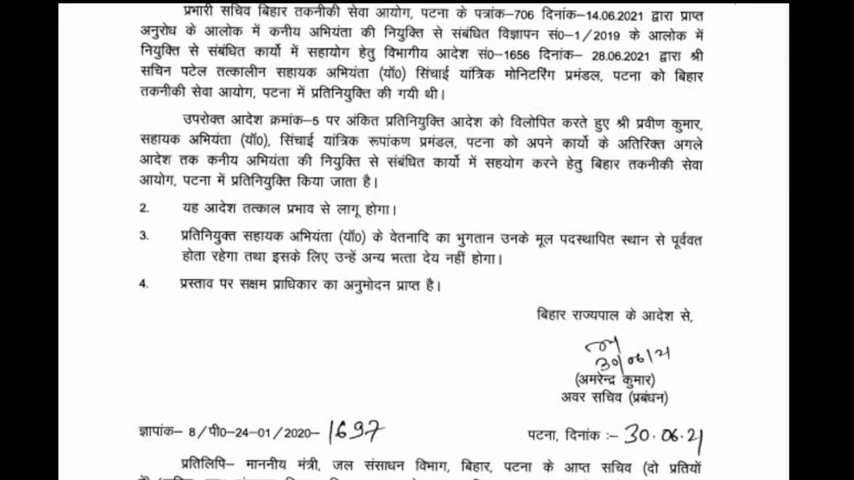 प्रभारी सचिव बिहार तकनीकी सेवा आयोग, पटना के पत्रांक-706 दिनांक-14.06.2021 द्वारा प्राप्त
अनुरोध के आलोक में कनीय अभियंता की नियुक्ति से संबंधित विज्ञापन सं0-1/2019 के आलोक में
नियुक्ति से संबंधित कार्यो में सहायोग हेतु विभागीय आदेश सं0-1656 दिनांक- 28.06.2021 द्वारा श्री
सचिन पटेल तत्कालीन सहायक अभियंता (यॉ0) सिंचाई यांत्रिक मोनिटरिंग प्रमंडल, पटना को बिहार
तकनीकी सेवा आयोग, पटना में प्रतिनियुक्ति की गयी थी।
उपरोक्त आदेश क्रमांक-5 पर अंकित प्रतिनियुक्ति आदेश को विलोपित करते हुए श्री प्रवीण कुमार,
सहायक अभियंता (यॉ0), सिंचाई यांत्रिक रूपांकण प्रमंडल, पटना को अपने कार्यो के अतिरिक्त अगले
आदेश तक कनीय अभियंता की नियुक्ति से संबंधित कार्यो में सहयोग करने हेतु बिहार तकनीकी सेवा
आयोग, पटना में प्रतिनियुक्ति किया जाता है।
2. यह आदेश तत्काल प्रभाव से लागू होगा।
3. प्रतिनियुक्त सहायक अभियंता (यॉ0) के वेतनादि का भुगतान उनके मूल पदस्थापित स्थान से पूर्ववत
होता रहेगा तथा इसके लिए उन्हें अन्य भत्ता देय नहीं होगा।
4. प्रस्ताव पर सक्षम प्राधिकार का अनुमोदन प्राप्त है।
बिहार राज्यपाल के आदेश से,
30/06/21
(अमरेन्द्र कुमार)
अवर सचिव (प्रबंधन)
ज्ञापांक- 8/पी0-24-01/2020- 1697 पटना, दिनांक :- 30.06.21
प्रतिलिपि- माननीय मंत्री, जल संसाधन विभाग, बिहार, पटना के आप्त सचिव (दो प्रतियों